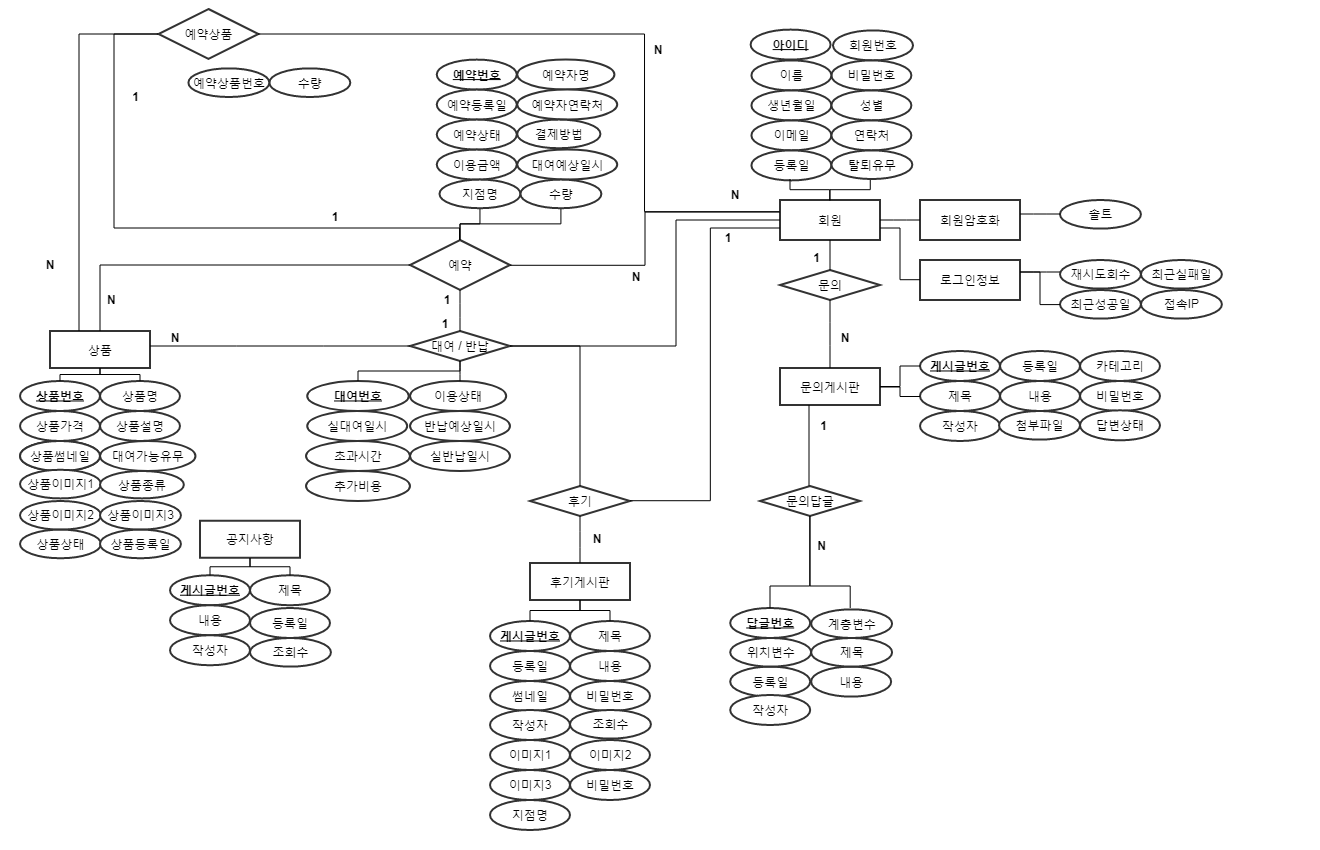 예약상품
예약상품번호
수량
1
N
예약번호
예약자명
예약등록일
예약자연락처
예약상태
결제방법
이용금액
대여예상일시
지점명
수량
1
예약
N
N
N
1
아이디
회원번호
이름
비밀번호
생년월일
성별
이메일
연락처
등록일
탈퇴유무
N
회원
1
회원암호화
솔트
로그인정보
재시도회수
최근실패일
최근성공일
접속IP
1
문의
N
문의게시판
게시글번호
등록일
카테고리
제목
내용
비밀번호
작성자
첨부파일
답변상태
1
문의답글
N
답글번호
계층변수
위치변수
제목
등록일
내용
작성자
상품
N
1
대여 / 반납
상품번호
상품명
상품가격
상품설명
상품썸네일
대여가능유무
상품이미지1
상품종류
상품이미지2
상품이미지3
상품상태
상품등록일
대여번호
이용상태
실대여일시
반납예상일시
초과시간
실반납일시
추가비용
후기
N
후기게시판
게시글번호
제목
등록일
내용
썸네일
비밀번호
작성자
조회수
이미지1
이미지2
이미지3
비밀번호
지점명
공지사항
게시글번호
제목
내용
등록일
작성자
조회수